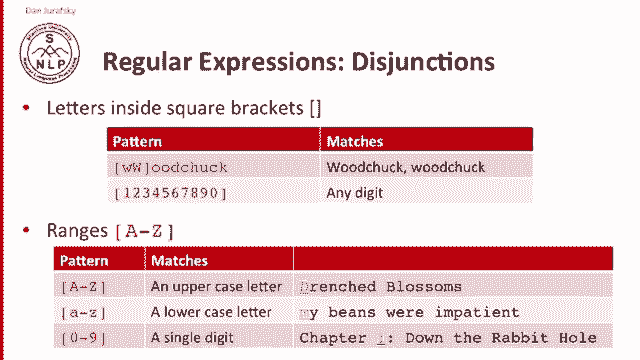 Dan Jurafsky
S
NLP
Regular Expressions: Disjunctions
• Letters inside square brackets []
Pattern Matches
[wW]oodchuck Woodchuck, woodchuck
[1234567890] Any digit
• Ranges [A-Z]
Pattern Matches
[A-Z] An upper case letter Drenched Blossoms
[a-z] A lower case letter my beans were impatient
[0-9] A single digit Chapter 1: Down the Rabbit Hole